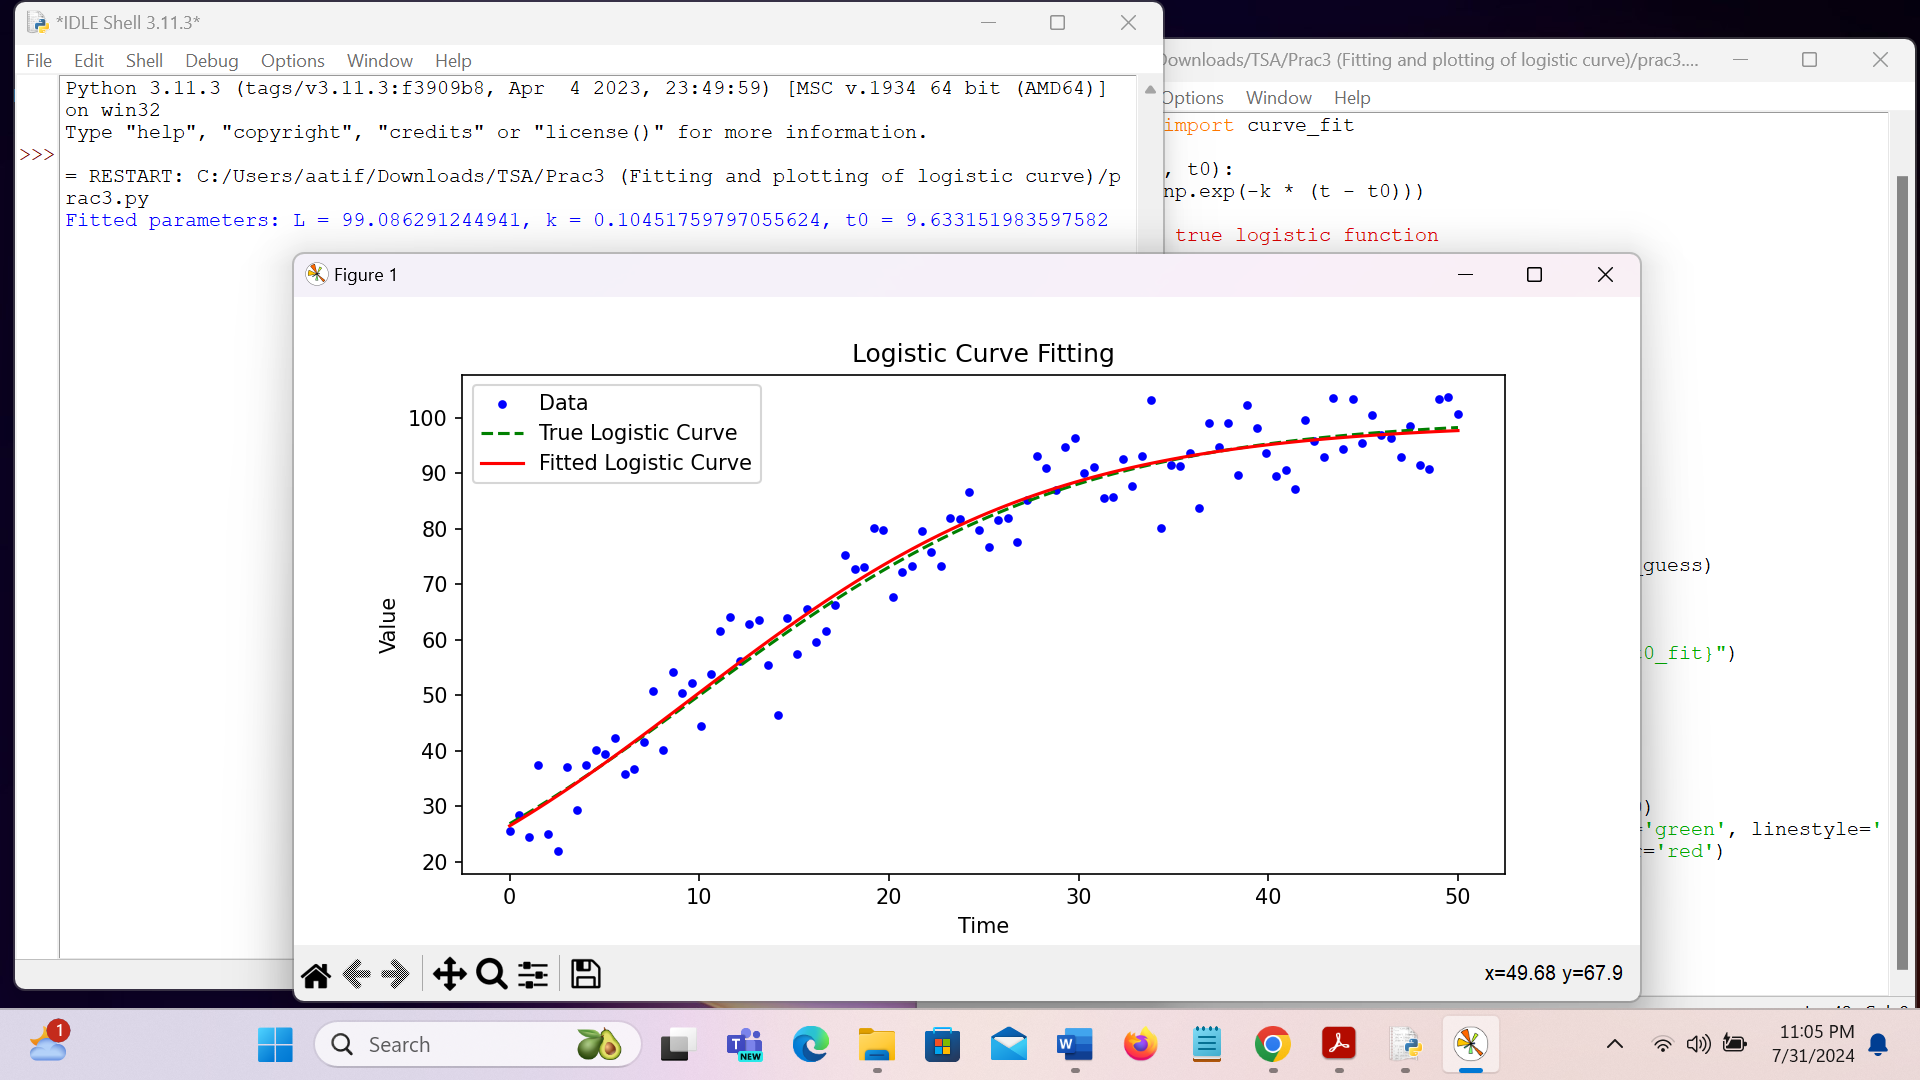 *IDLE Shell 3.11.3*
File Edit Shell Debug Options Window Help
Python 3.11.3 (tags/v3.11.3:f3909b8, Apr  4 2023, 23:49:59) [MSC v.1934 64 bit (AMD64)]
on win32
Type "help", "copyright", "credits" or "license()" for more information.
>>>
= RESTART: C:/Users/aatif/Downloads/TSA/Prac3 (Fitting and plotting of logistic curve)/p
rac3.py
Fitted parameters: L = 99.086291244941, k = 0.10451759797055624, t0 = 9.633151983597582
Downloads/TSA/Prac3 (Fitting and plotting of logistic curve)/prac3....
Options Window Help
import curve_fit
, t0):
np.exp(-k * (t - t0)))
true logistic function
_guess)
t0_fit}")
)
='green', linestyle='
='red')
Figure 1
Logistic Curve Fitting
Data
True Logistic Curve
Fitted Logistic Curve
100
90
80
70
60
50
40
30
20
Value
0 10 20 30 40 50
Time
x=49.68 y=67.9
1
Search
NEW
11:05 PM
7/31/2024